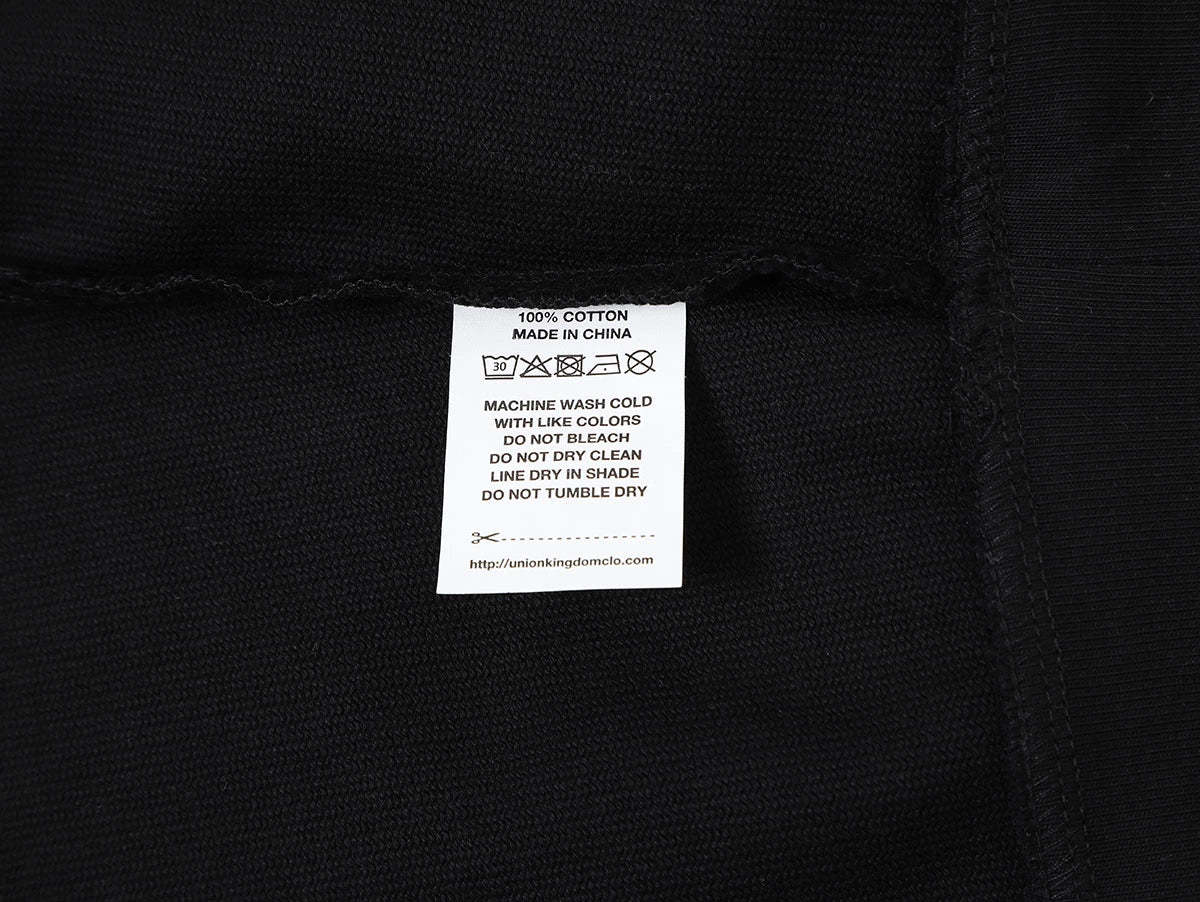 100% COTTON
MADE IN CHINA
30
MACHINE WASH COLD
WITH LIKE COLORS
DO NOT BLEACH
DO NOT DRY CLEAN
LINE DRY iN SHADE
DO NOT TUMBLE DRY
http://unionkingdomclo.com